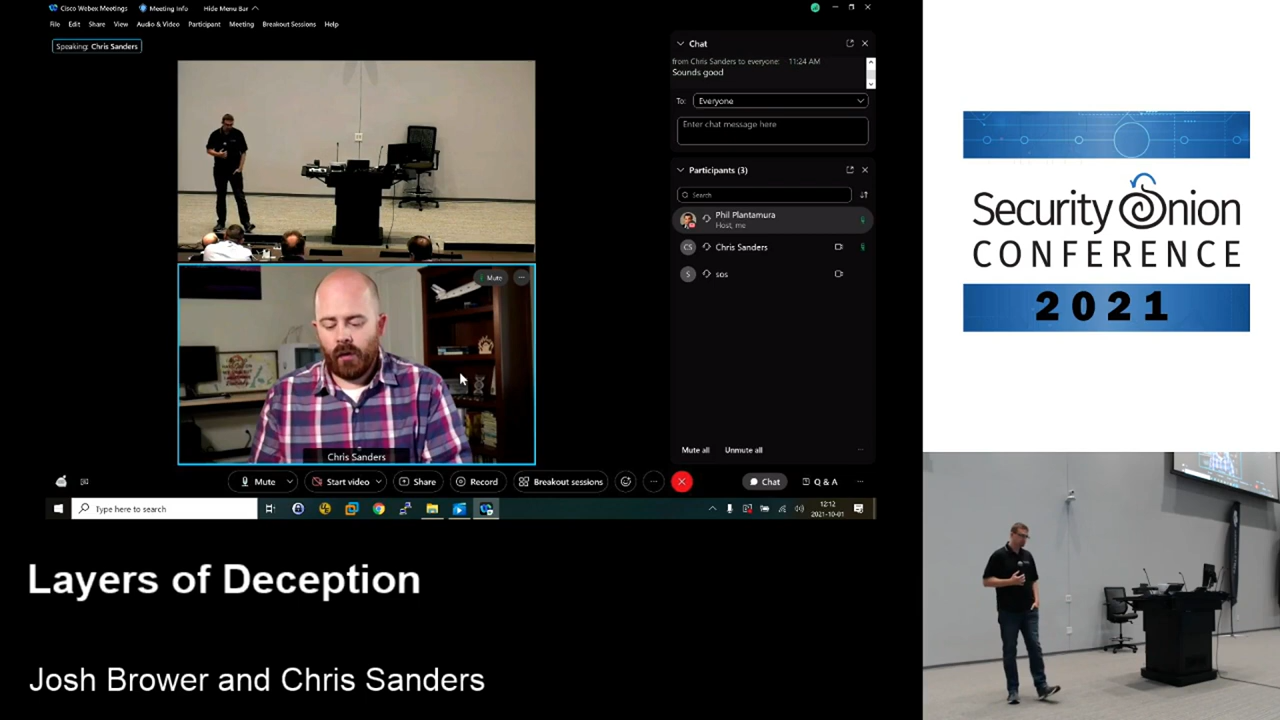 Cisco Webex Meetings
Meeting Info
Hide Menu Bar
File Edit Share View Audio & Video Participant Meeting Breakout Sessions Help
Speaking: Chris Sanders
Chat
from Chris Sanders to everyone: 11:24 AM
Sounds good
To: Everyone
Enter chat message here
Participants (3)
Search
Phil Plantamura
Host, me
CS Chris Sanders
S sos
Mute
Chris Sanders
Mute all Unmute all
Mute Start video Share Record Breakout sessions Chat Q & A
Type here to search
12:12
2021-10-01
Layers of Deception
Josh Brower and Chris Sanders
Security Onion
CONFERENCE
2021